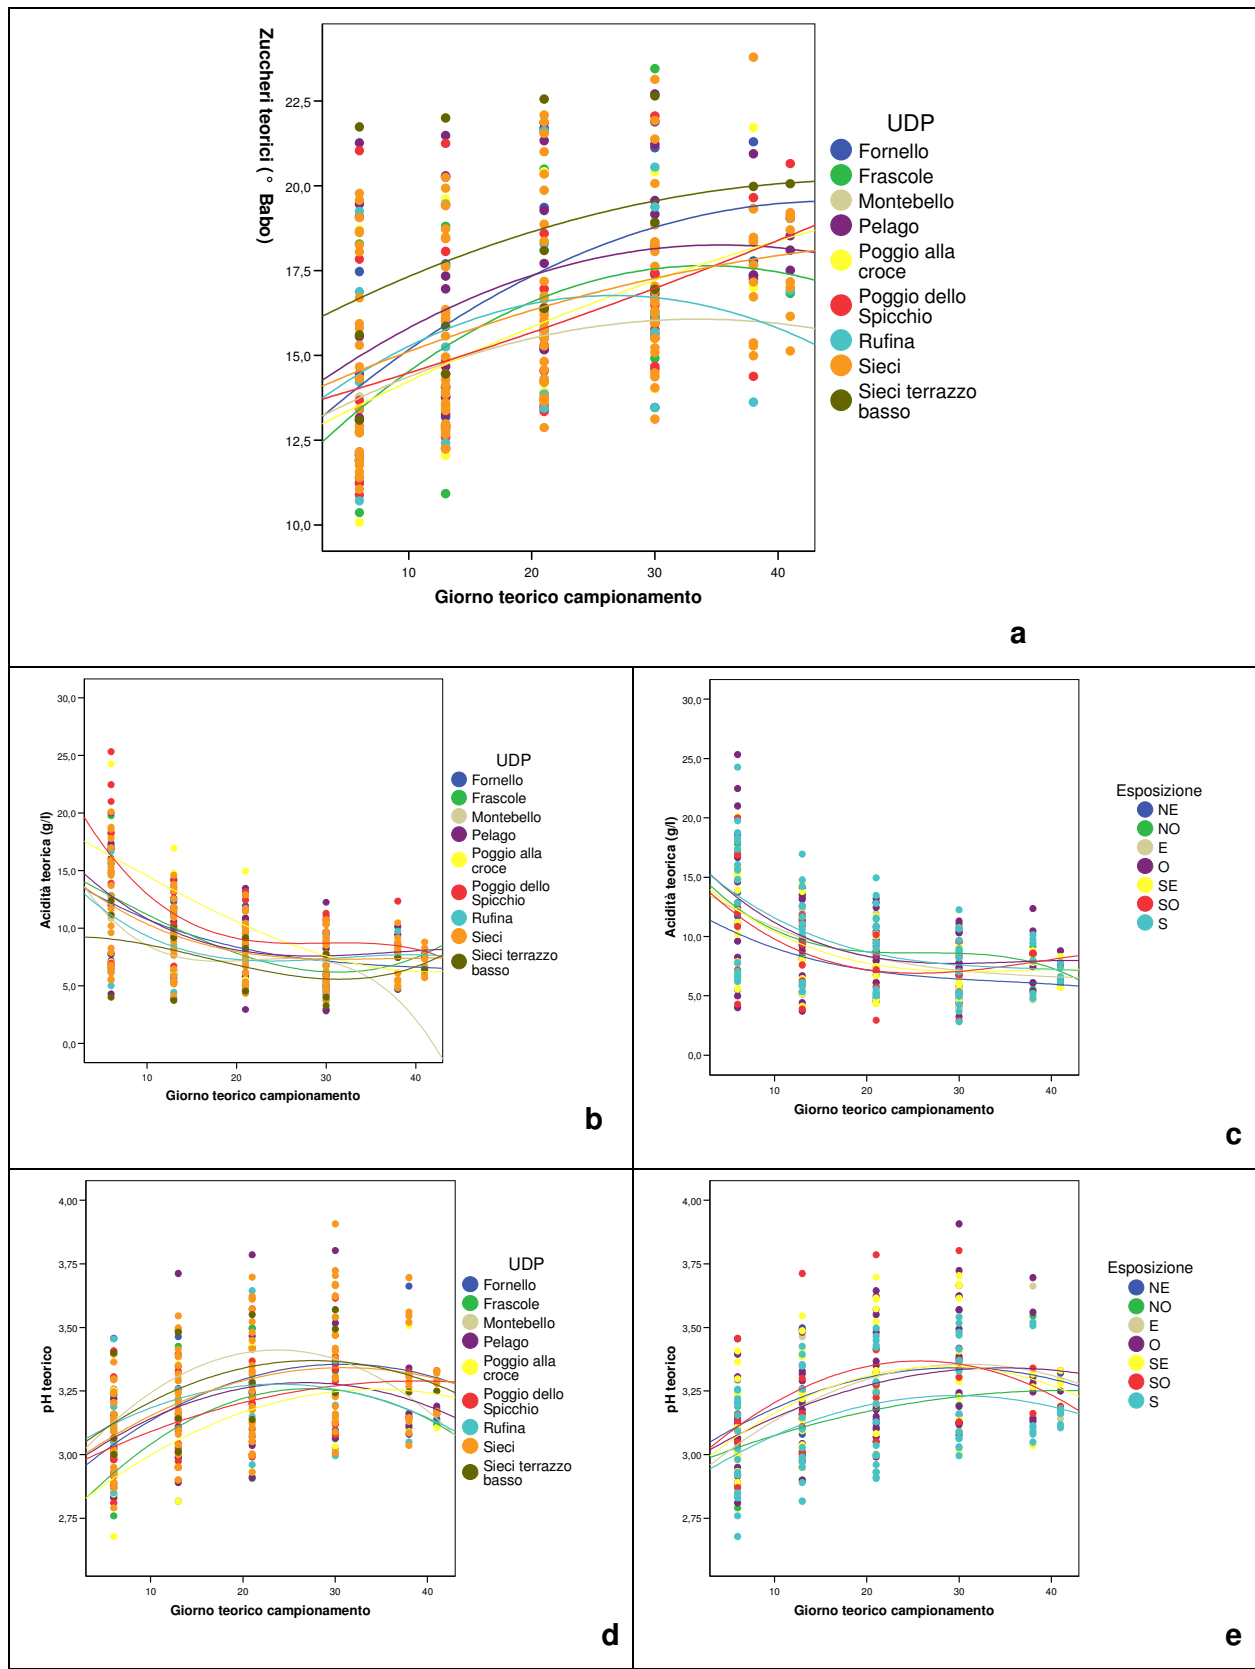 Zuccheri teorici (° Babo)
22,5
20,0
17,5
15,0
12,5
10,0
10
20
30
40
Giorno teorico campionamento
UDP
Fornello
Frascole
Montebello
Pelago
Poggio alla
croce
Poggio dello
Spicchio
Rufina
Sieci
Sieci terrazzo
basso
a
Acidità teorica (g/l)
30,0
25,0
20,0
15,0
10,0
5,0
0,0
10
20
30
40
Giorno teorico campionamento
UDP
Fornello
Frascole
Montebello
Pelago
Poggio alla
croce
Poggio dello
Spicchio
Rufina
Sieci
Sieci terrazzo
basso
b
Acidità teorica (g/l)
30,0
25,0
20,0
15,0
10,0
5,0
0,0
10
20
30
40
Giorno teorico campionamento
Esposizione
NE
NO
E
O
SE
SO
S
c
pH teorico
4,00
3,75
3,50
3,25
3,00
2,75
10
20
30
40
Giorno teorico campionamento
UDP
Fornello
Frascole
Montebello
Pelago
Poggio alla
croce
Poggio dello
Spicchio
Rufina
Sieci
Sieci terrazzo
basso
d
pH teorico
4,00
3,75
3,50
3,25
3,00
2,75
10
20
30
40
Giorno teorico campionamento
Esposizione
NE
NO
E
O
SE
SO
S
e